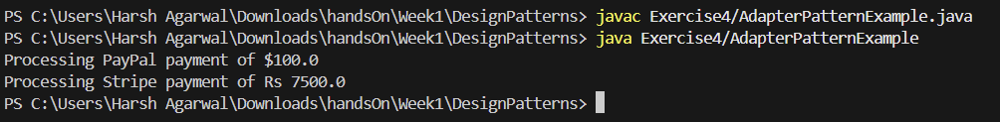 PS C:\Users\Harsh Agarwal\Downloads\handsOn\Week1\DesignPatterns> javac Exercise4/AdapterPatternExample.java
PS C:\Users\Harsh Agarwal\Downloads\handsOn\Week1\DesignPatterns> java Exercise4/AdapterPatternExample
Processing PayPal payment of $100.0
Processing Stripe payment of Rs 7500.0
PS C:\Users\Harsh Agarwal\Downloads\handsOn\Week1\DesignPatterns>